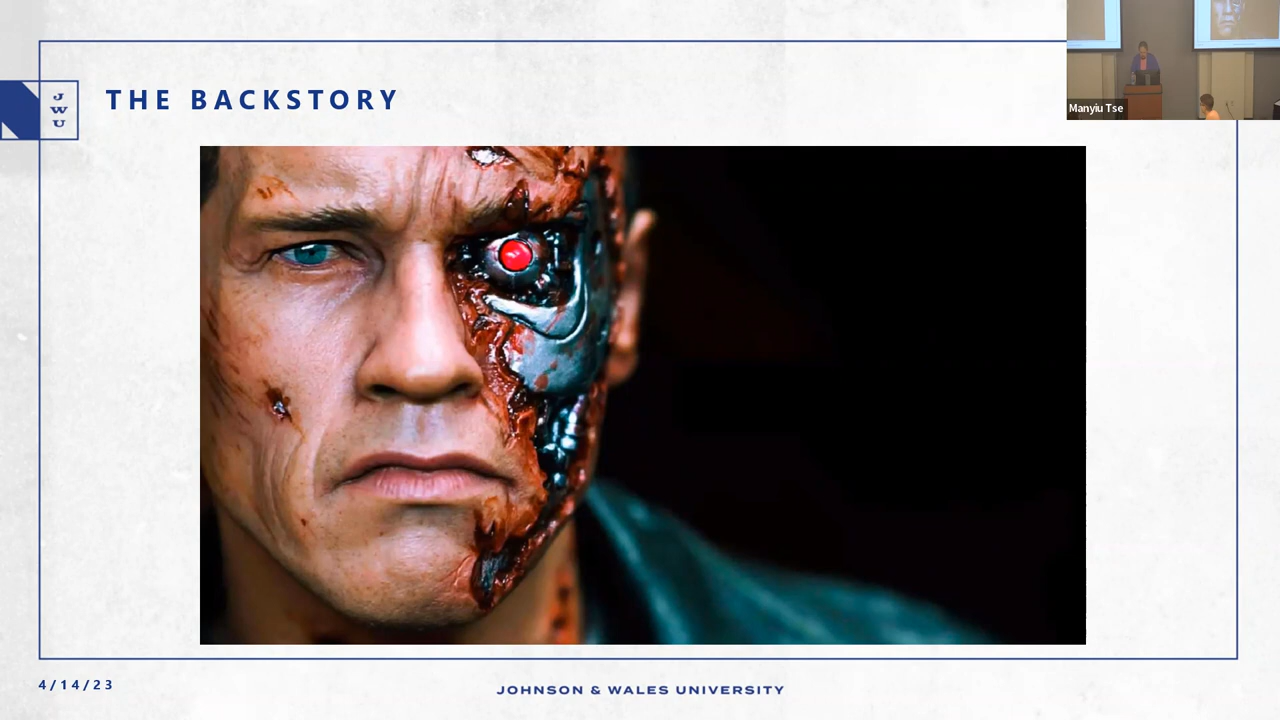 THE BACKSTORY
J
W
U
Manyiu Tse
4/14/23
JOHNSON & WALES UNIVERSITY